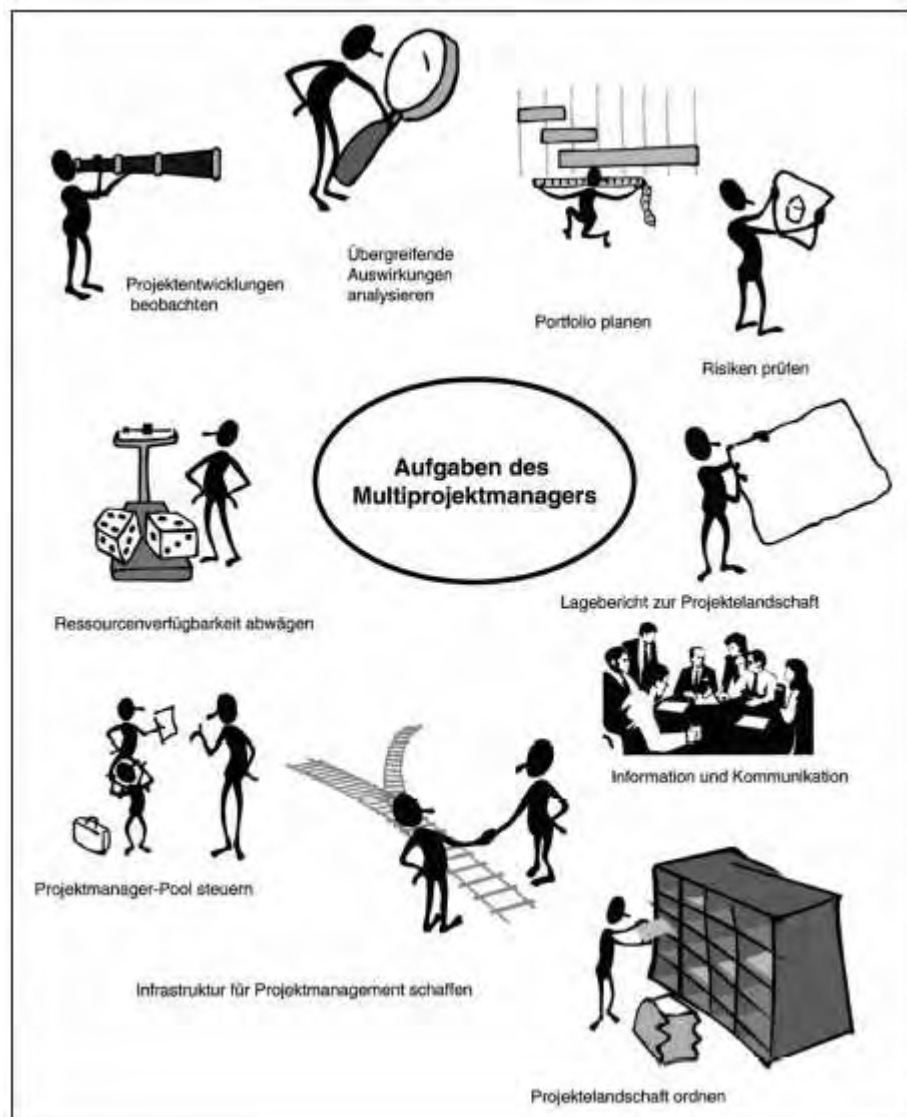 Projektentwicklungen
beobachten
Übergreifende
Auswirkungen
analysieren
Portfolio planen
Risiken prüfen
Aufgaben des
Multiprojektmanagers
Ressourcenverfügbarkeit abwägen
Lagebericht zur Projektelandschaft
Information und Kommunikation
Projektmanager-Pool steuern
Infrastruktur für Projektmanagement schaffen
Projektelandschaft ordnen